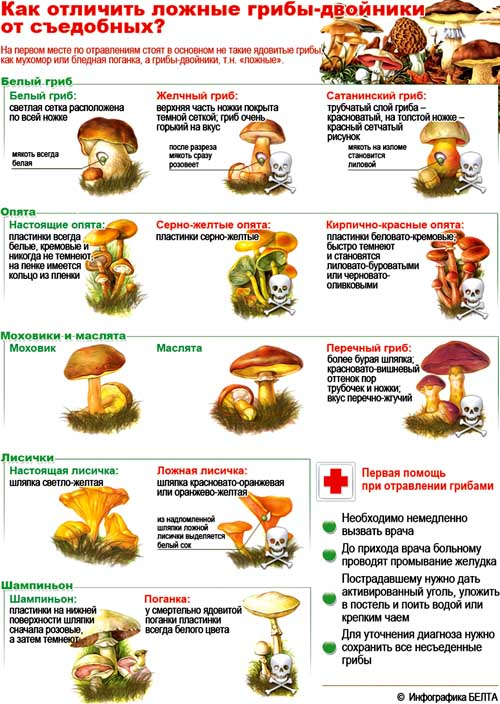 Как отличить ложные грибы-двойники
от съедобных?
На первом месте по отравлениям стоят в основном не такие ядовитые грибы,
как мухомор или бледная поганка, а грибы-двойники, т.н. «ложные».
Белый гриб
Белый гриб:
светлая сетка расположена
по всей ножке
мякоть всегда
белая
Желчный гриб:
верхняя часть ножки покрыта
темной сеткой; гриб очень
горький на вкус
после разреза
мякоть сразу
розовеет
Сатанинский гриб:
трубчатый слой гриба –
красноватый, на толстой ножке –
красный сетчатый
рисунок
мякоть на изломе
становится
лиловой
Опята
Настоящие опята:
пластинки всегда
белые, кремовые и
никогда не темнеют,
на пенке имеется
кольцо из пленки
Серно-желтые опята:
пластинки серно-желтые
Кирпично-красные опята:
пластинки беловато-кремовые,
быстро темнеют
и становятся
лиловато-буроватыми
или черновато-
оливковыми
Моховики и маслята
Моховик
Маслята
Перечный гриб:
более бурая шляпка;
красновато-вишневый
оттенок пор
трубочек и ножки;
вкус перечно-жгучий
Лисички
Настоящая лисичка:
шляпка светло-желтая
Ложная лисичка:
шляпка красновато-оранжевая
или оранжево-желтая
из надломленной
шляпки ложной
лисички выделяется
белый сок
Шампиньон
Шампиньон:
пластинки на нижней
поверхности шляпки
сначала розовые,
а затем темнеют
Поганка:
у смертельно ядовитой
поганки пластинки
всегда белого цвета
Первая помощь
при отравлении грибами
Необходимо немедленно
вызвать врача
До прихода врача больному
проводят промывание желудка
Пострадавшему нужно дать
активированный уголь, уложить
в постель и поить водой или
крепким чаем
Для уточнения диагноза нужно
сохранить все несъеденные
грибы
© Инфографика БЕЛТА